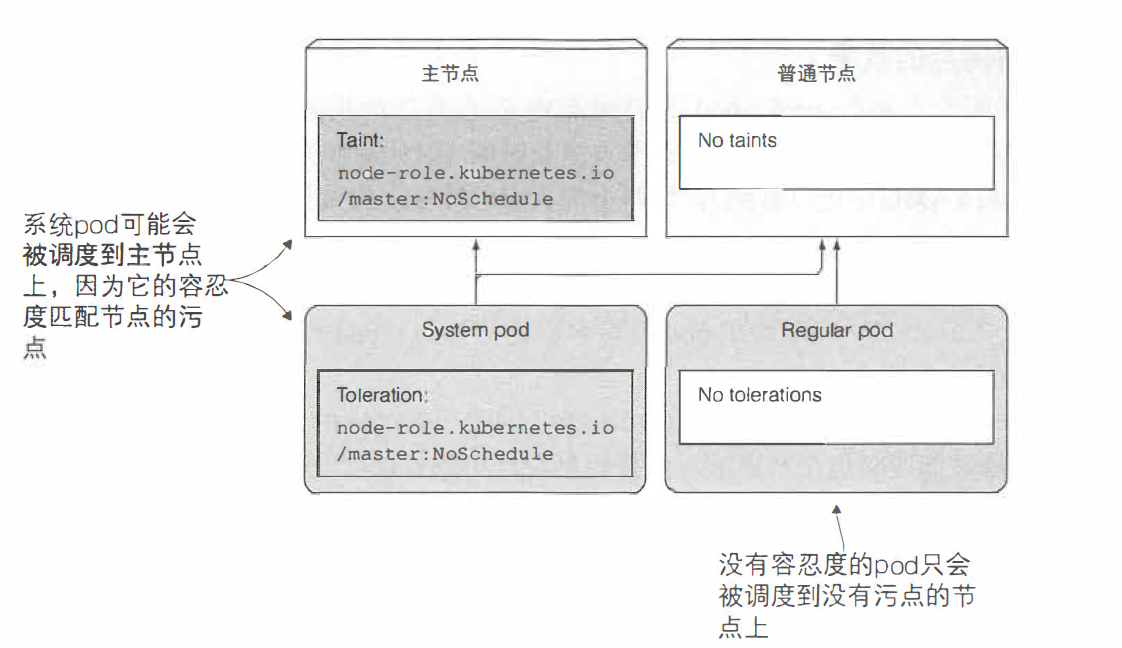 主节点
普通节点
Taint:
node-role.kubernetes.io
/master:NoSchedule
No taints
系统pod可能会
被调度到主节点
上，因为它的容忍
度匹配节点的污
点
System pod
Regular pod
Toleration:
node-role.kubernetes.io
/master:NoSchedule
No tolerations
没有容忍度的pod只会
被调度到没有污点的节
点上